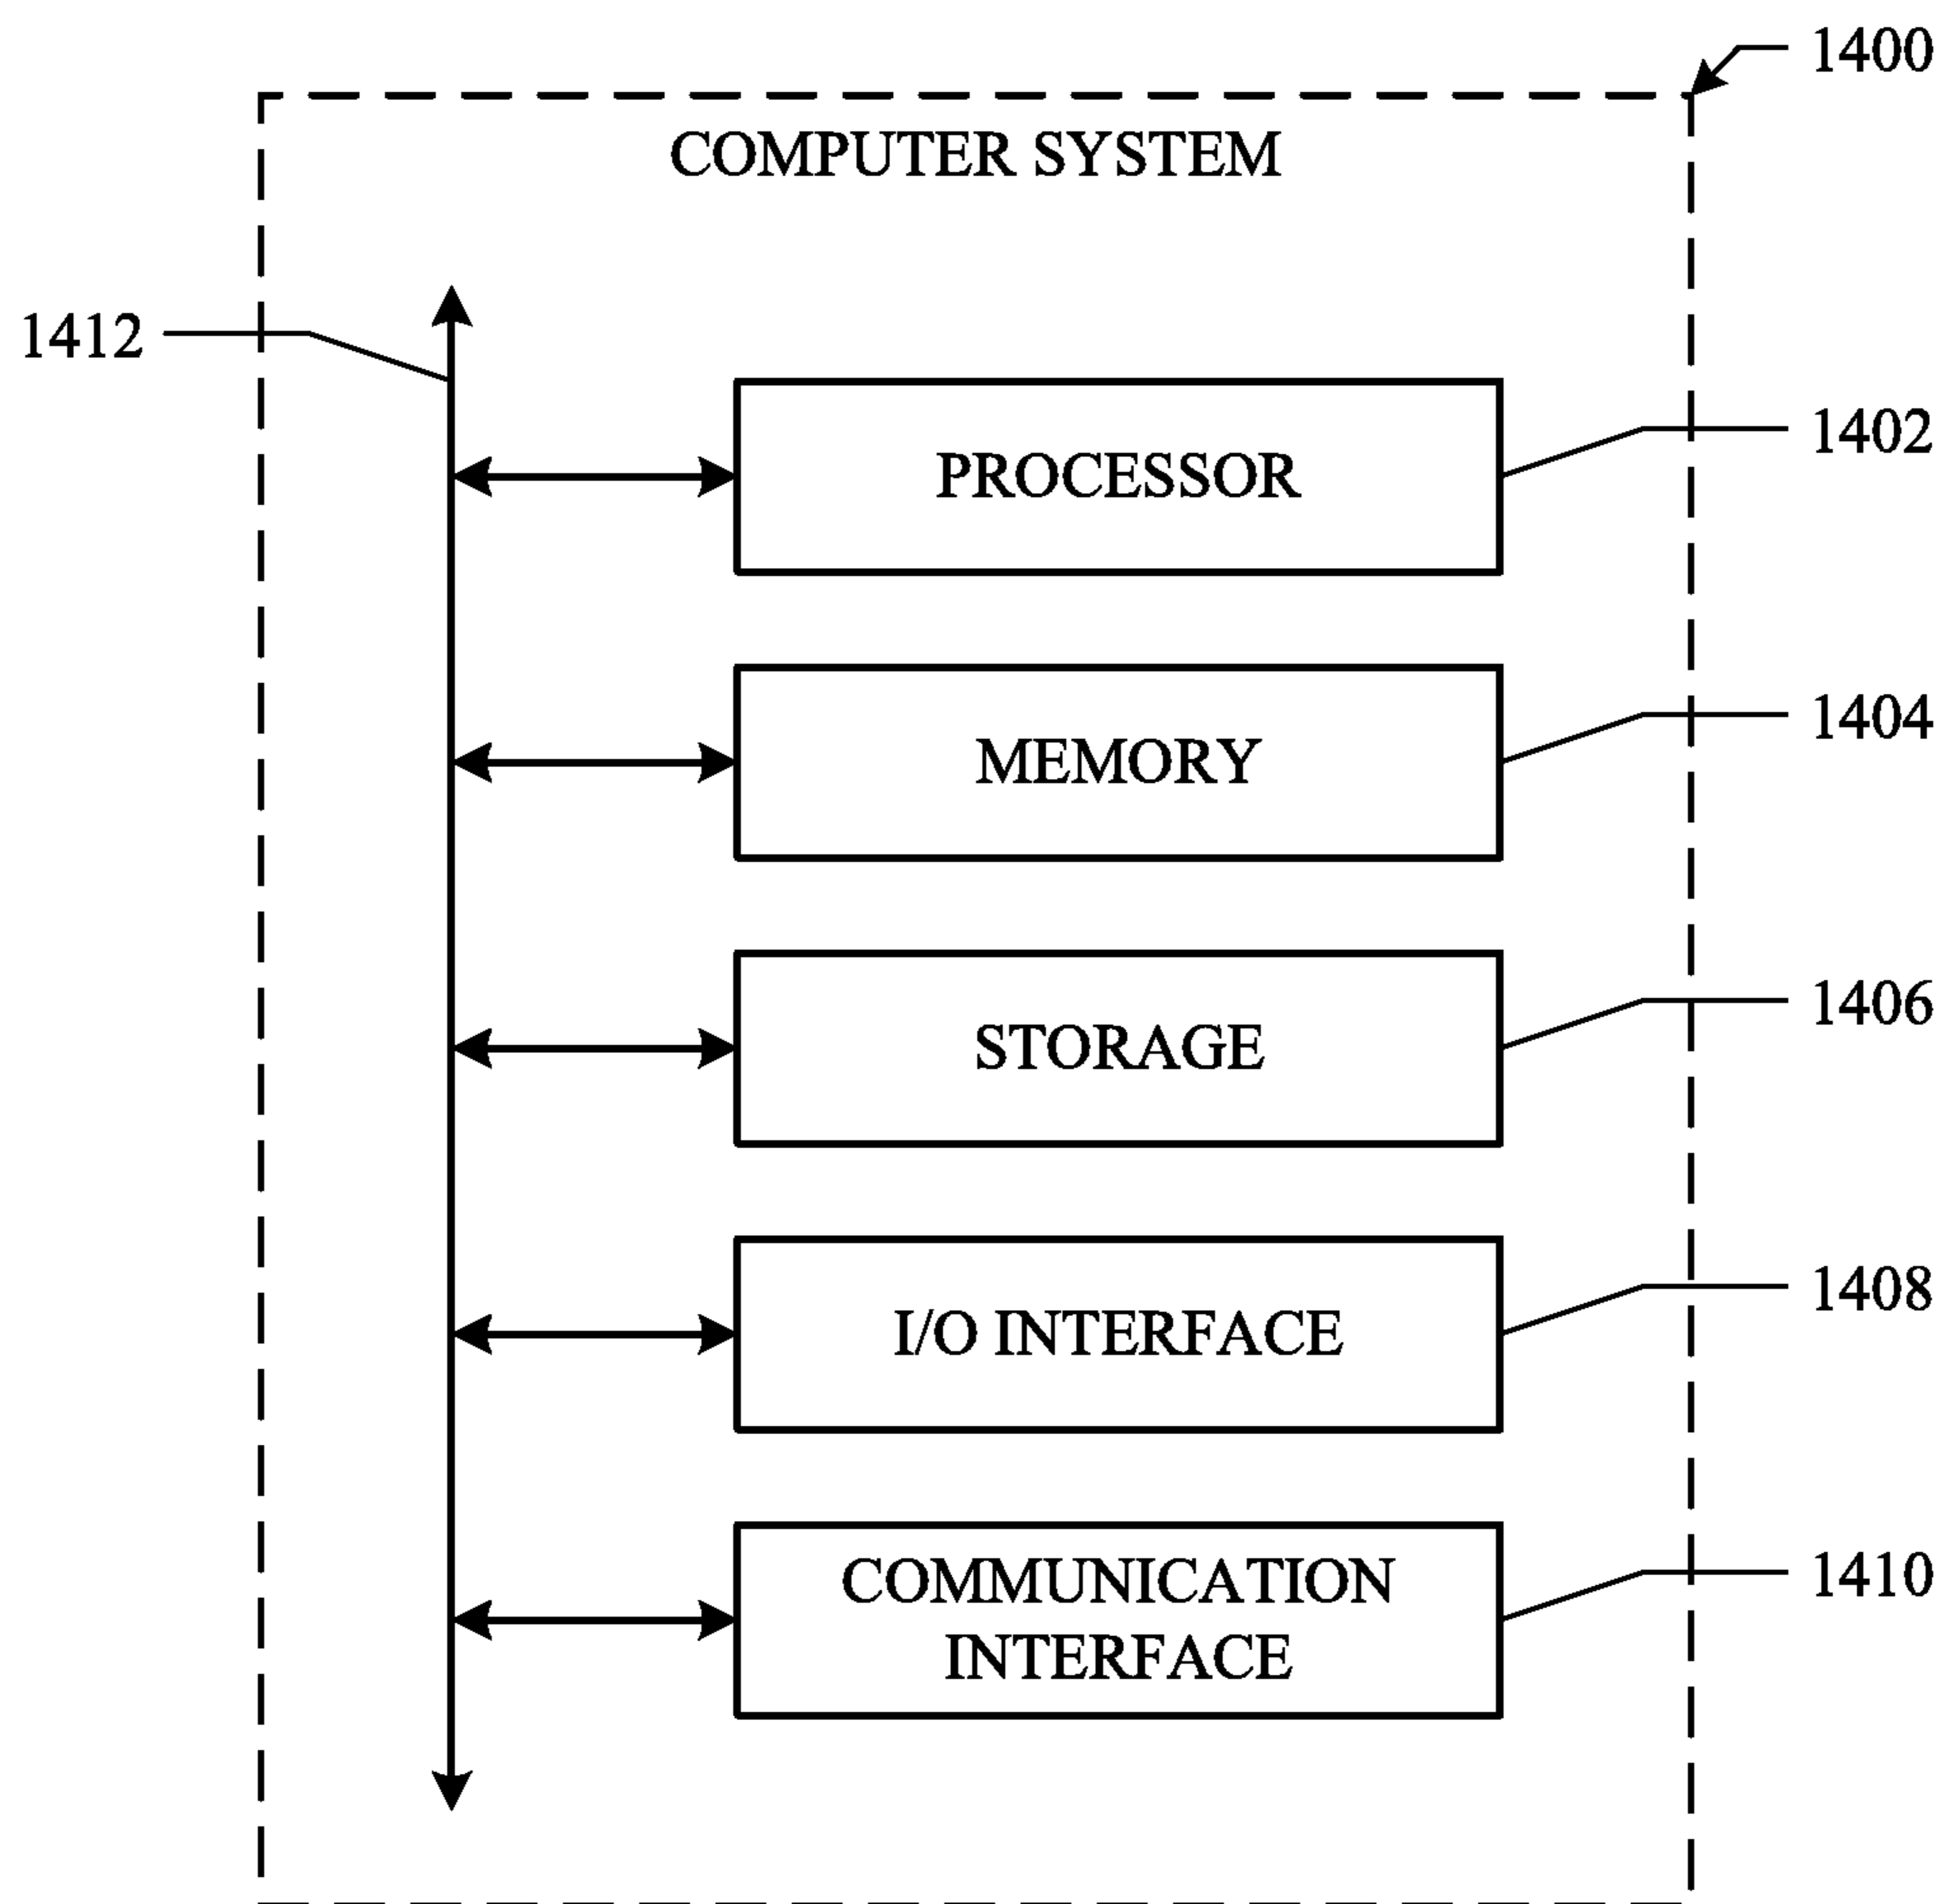 1400
COMPUTER SYSTEM
1412
PROCESSOR
1402
MEMORY
1404
STORAGE
1406
I/O INTERFACE
1408
COMMUNICATION
INTERFACE
1410